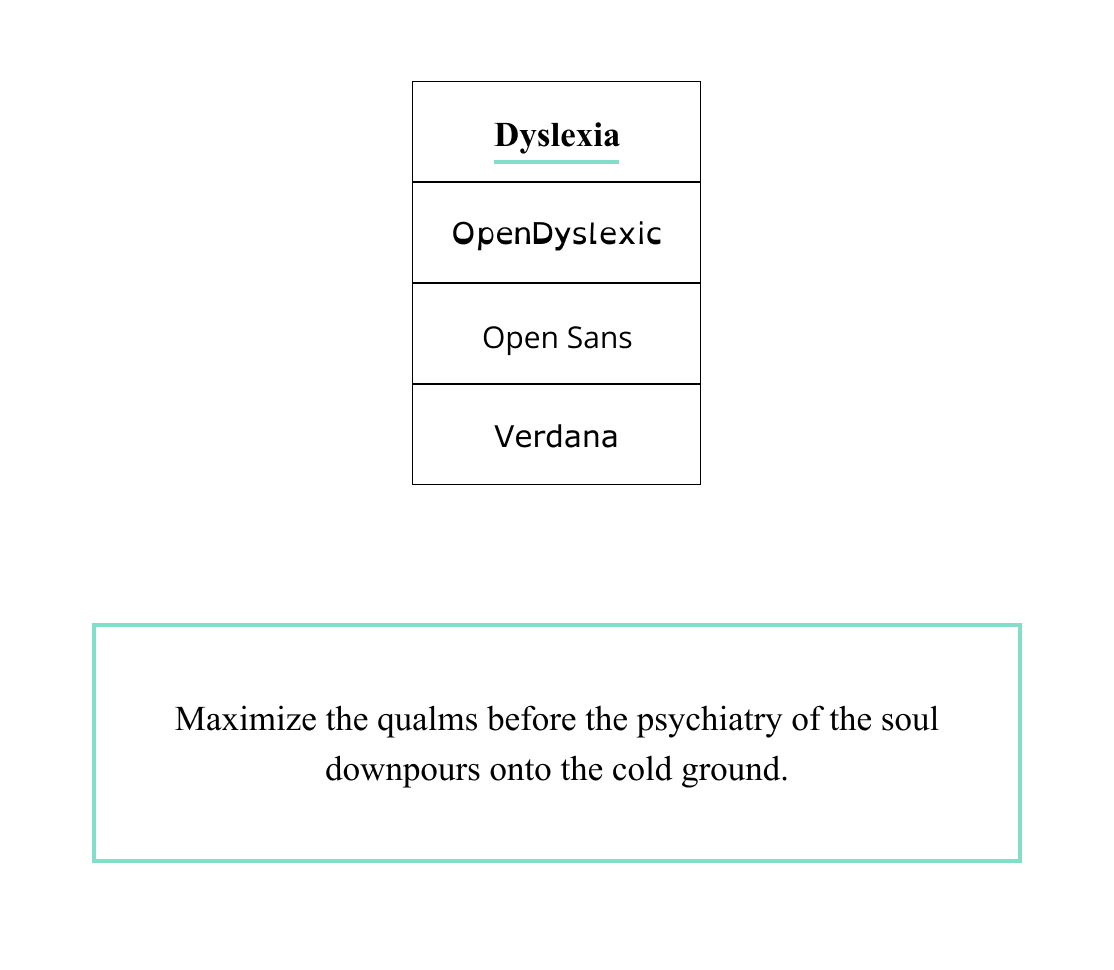 Dyslexia
OpenDyslexic
Open Sans
Verdana
Maximize the qualms before the psychiatry of the soul
downpours onto the cold ground.